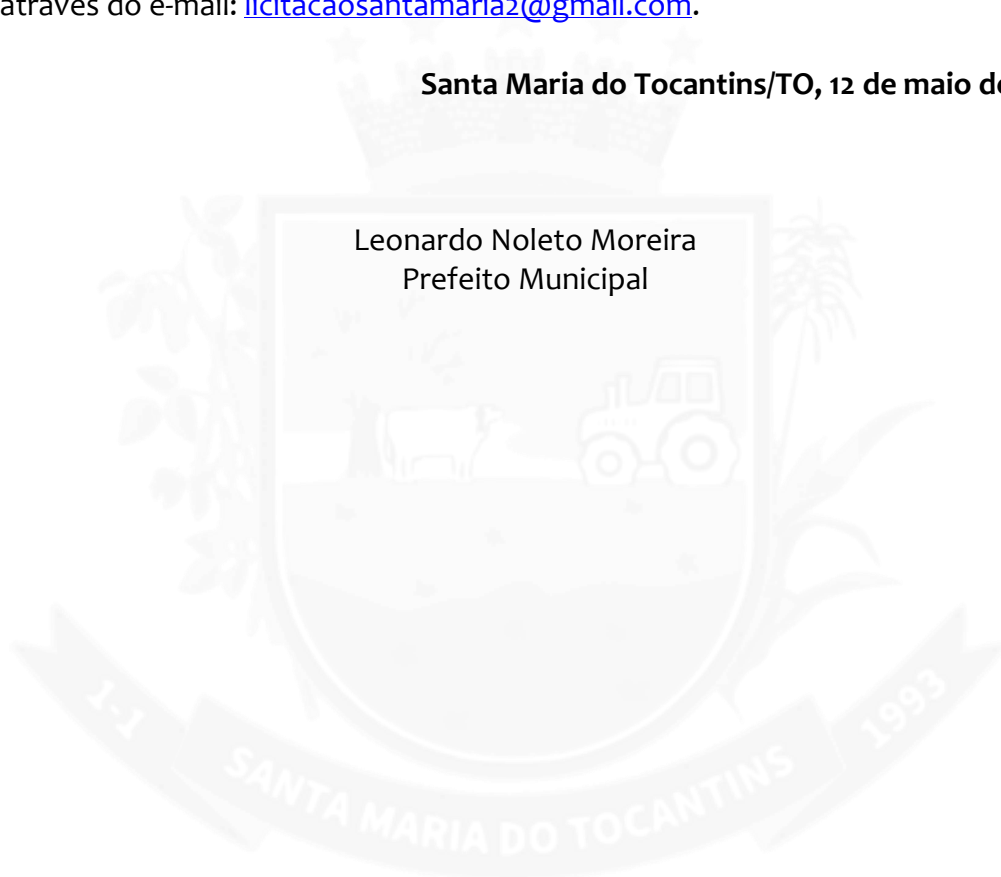 através do e-mail: licitacaosantamaria2@gmail.com.
Santa Maria do Tocantins/TO, 12 de maio de
Leonardo Noleto Moreira
Prefeito Municipal
1-1 SANTA MARIA DO TOCANTINS 1993